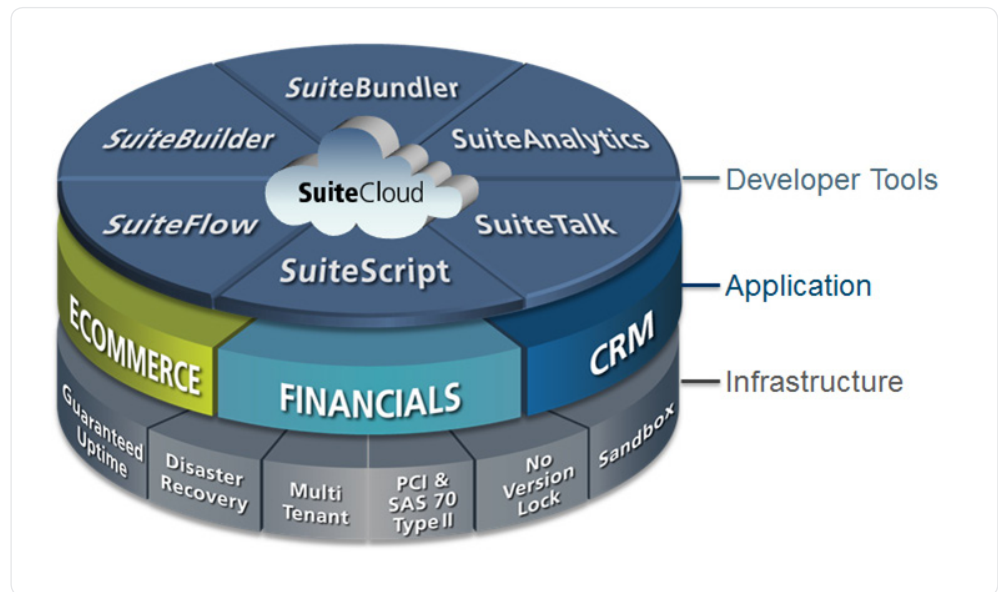 SuiteBundler
SuiteBuilder
SuiteAnalytics
SuiteCloud
Developer Tools
SuiteFlow
SuiteTalk
SuiteScript
Application
ECOMMERCE
FINANCIALS
CRM
Infrastructure
Guaranteed
Uptime
Disaster
Recovery
Multi
Tenant
PCI &
SAS 70
Type II
No
Version
Lock
Sandbox